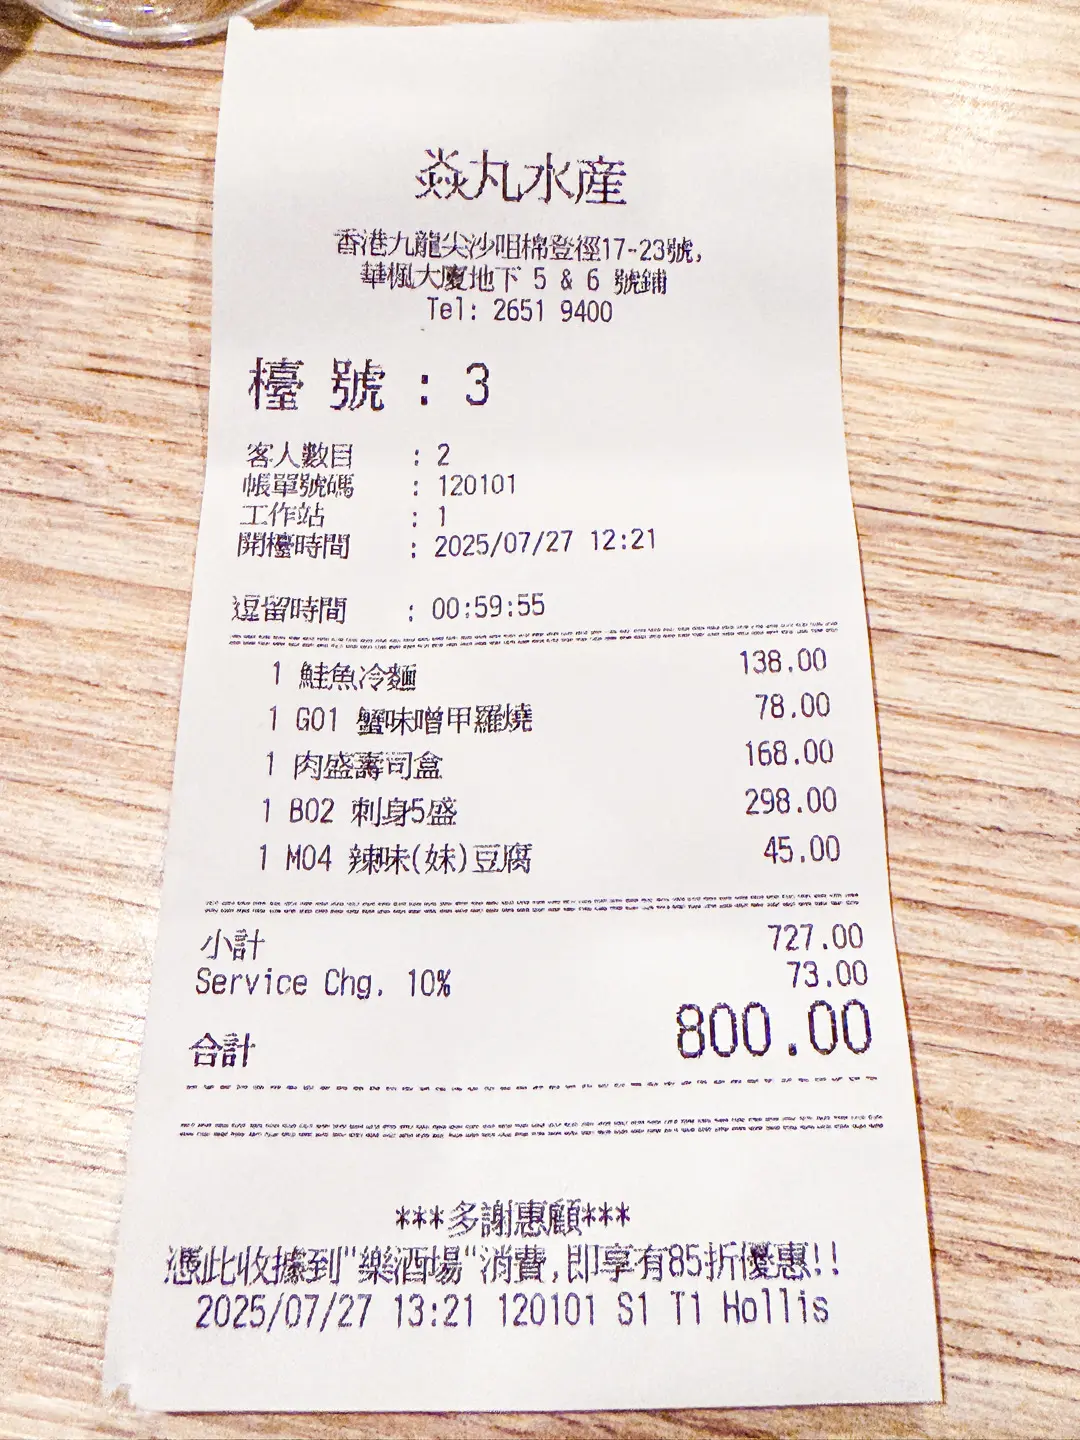 焱丸水産
香港九龍尖沙咀棉登徑17-23號,
華楓大廈地下 5 & 6 號鋪
Tel: 2651 9400
檯 號 : 3
客人數目 : 2
帳單號碼 : 120101
工作站 : 1
開檯時間 : 2025/07/27 12:21
逗留時間 : 00:59:55
1 鮭魚冷麵 138.00
1 G01 蟹味噌甲羅燒 78.00
1 肉盛壽司盒 168.00
1 B02 刺身5盛 298.00
1 M04 辣味(妹)豆腐 45.00
小計 727.00
Service Chg. 10% 73.00
合計 800.00
***多謝惠顧***
憑此收據到"樂酒場"消費,即享有85折優惠!!
2025/07/27 13:21 120101 S1 T1 Hollis